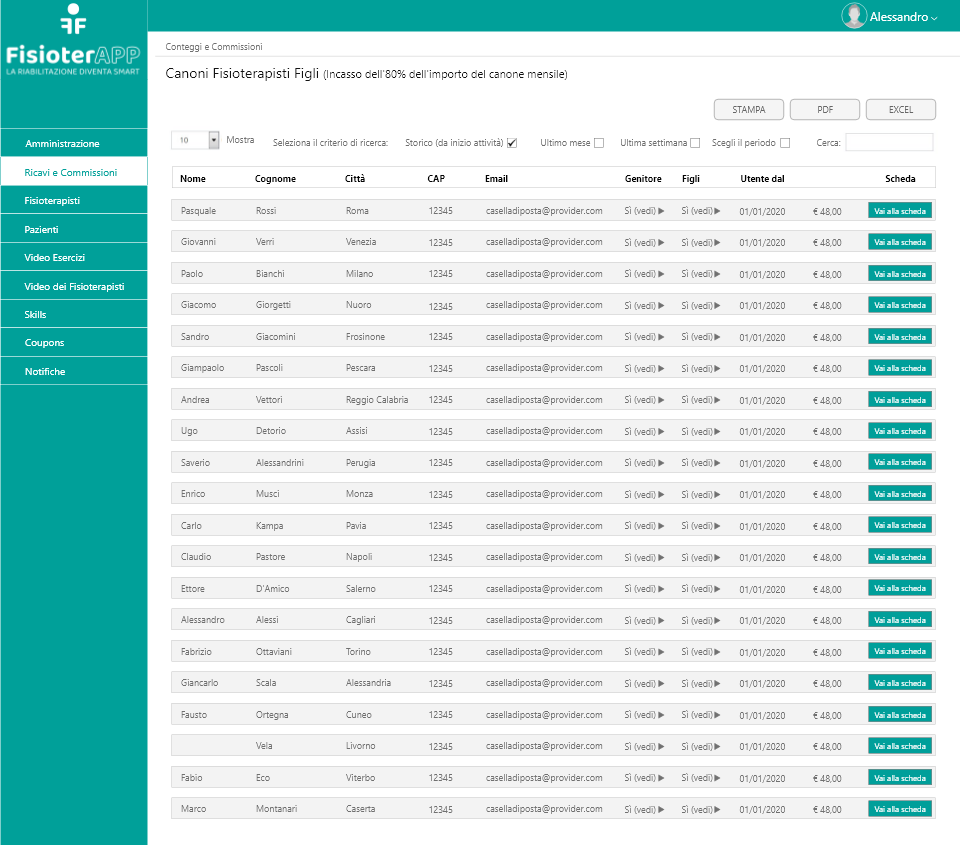 FisioterAPP
LA RIABILITAZIONE DIVENTA SMART
Alessandro
Amministrazione
Ricavi e Commissioni
Fisioterapisti
Pazienti
Video Esercizi
Video dei Fisioterapisti
Skills
Coupons
Notifiche
Conteggi e Commissioni
Canoni Fisioterapisti Figli (Incasso dell'80% dell'importo del canone mensile)
STAMPA PDF EXCEL
10 Mostra Seleziona il criterio di ricerca: Storico (da inizio attività) Ultimo mese Ultima settimana Scegli il periodo Cerca:
Nome Cognome Città CAP Email Genitore Figli Utente dal Scheda
Pasquale Rossi Roma 12345 caselladiposta@provider.com Sì (vedi) Sì (vedi) 01/01/2020 € 48,00 Vai alla scheda
Giovanni Verri Venezia 12345 caselladiposta@provider.com Sì (vedi) Sì (vedi) 01/01/2020 € 48,00 Vai alla scheda
Paolo Bianchi Milano 12345 caselladiposta@provider.com Sì (vedi) Sì (vedi) 01/01/2020 € 48,00 Vai alla scheda
Giacomo Giorgetti Nuoro 12345 caselladiposta@provider.com Sì (vedi) Sì (vedi) 01/01/2020 € 48,00 Vai alla scheda
Sandro Giacomini Frosinone 12345 caselladiposta@provider.com Sì (vedi) Sì (vedi) 01/01/2020 € 48,00 Vai alla scheda
Giampaolo Pascoli Pescara 12345 caselladiposta@provider.com Sì (vedi) Sì (vedi) 01/01/2020 € 48,00 Vai alla scheda
Andrea Vettori Reggio Calabria 12345 caselladiposta@provider.com Sì (vedi) Sì (vedi) 01/01/2020 € 48,00 Vai alla scheda
Ugo Detorio Assisi 12345 caselladiposta@provider.com Sì (vedi) Sì (vedi) 01/01/2020 € 48,00 Vai alla scheda
Saverio Alessandrini Perugia 12345 caselladiposta@provider.com Sì (vedi) Sì (vedi) 01/01/2020 € 48,00 Vai alla scheda
Enrico Musci Monza 12345 caselladiposta@provider.com Sì (vedi) Sì (vedi) 01/01/2020 € 48,00 Vai alla scheda
Carlo Kampa Pavia 12345 caselladiposta@provider.com Sì (vedi) Sì (vedi) 01/01/2020 € 48,00 Vai alla scheda
Claudio Pastore Napoli 12345 caselladiposta@provider.com Sì (vedi) Sì (vedi) 01/01/2020 € 48,00 Vai alla scheda
Ettore D'Amico Salerno 12345 caselladiposta@provider.com Sì (vedi) Sì (vedi) 01/01/2020 € 48,00 Vai alla scheda
Alessandro Alessi Cagliari 12345 caselladiposta@provider.com Sì (vedi) Sì (vedi) 01/01/2020 € 48,00 Vai alla scheda
Fabrizio Ottaviani Torino 12345 caselladiposta@provider.com Sì (vedi) Sì (vedi) 01/01/2020 € 48,00 Vai alla scheda
Giancarlo Scala Alessandria 12345 caselladiposta@provider.com Sì (vedi) Sì (vedi) 01/01/2020 € 48,00 Vai alla scheda
Fausto Ortegna Cuneo 12345 caselladiposta@provider.com Sì (vedi) Sì (vedi) 01/01/2020 € 48,00 Vai alla scheda
Vela Livorno 12345 caselladiposta@provider.com Sì (vedi) Sì (vedi) 01/01/2020 € 48,00 Vai alla scheda
Fabio Eco Viterbo 12345 caselladiposta@provider.com Sì (vedi) Sì (vedi) 01/01/2020 € 48,00 Vai alla scheda
Marco Montanari Caserta 12345 caselladiposta@provider.com Sì (vedi) Sì (vedi) 01/01/2020 € 48,00 Vai alla scheda